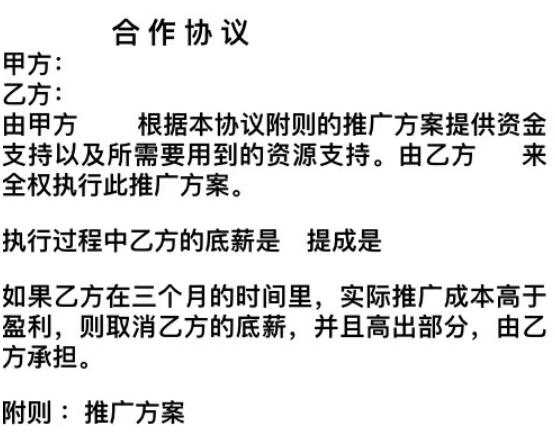 合作协议
甲方：
乙方：
由甲方 根据本协议附则的推广方案提供资金
支持以及所需要用到的资源支持。由乙方 来
全权执行此推广方案。
执行过程中乙方的底薪是 提成是
如果乙方在三个月的时间里，实际推广成本高于
盈利，则取消乙方的底薪，并且高出部分，由乙
方承担。
附则：推广方案